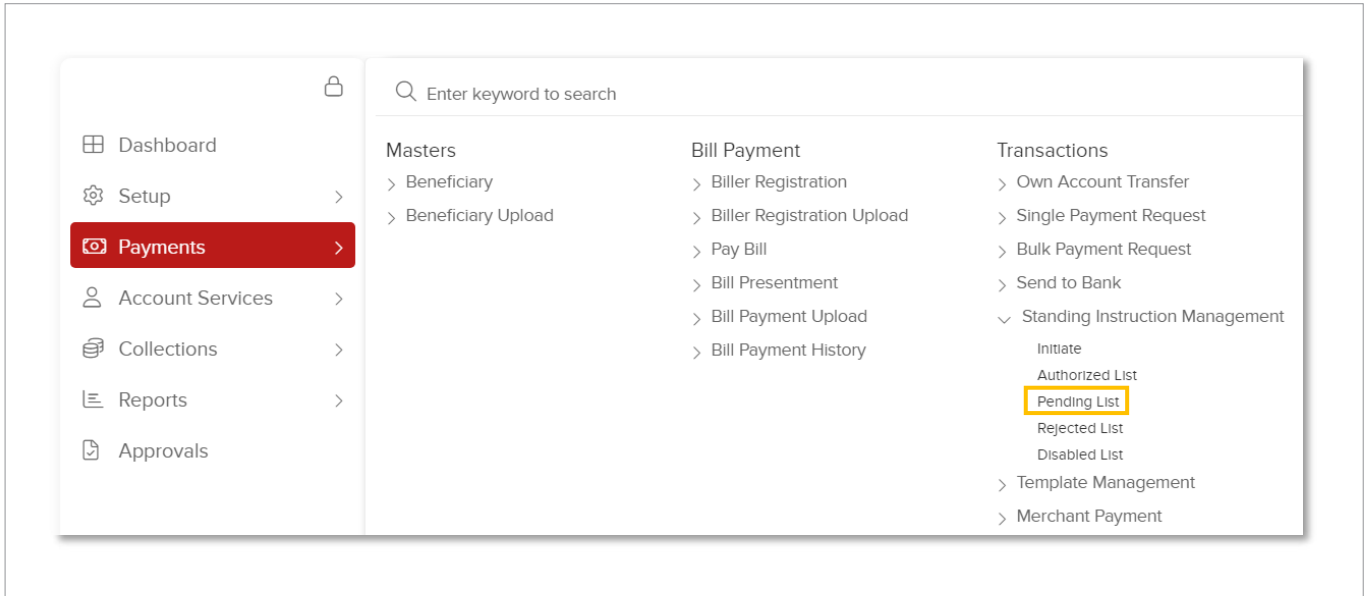 Enter keyword to search
Dashboard
Setup
Payments
Account Services
Collections
Reports
Approvals
Masters
Beneficiary
Beneficiary Upload
Bill Payment
Biller Registration
Biller Registration Upload
Pay Bill
Bill Presentment
Bill Payment Upload
Bill Payment History
Transactions
Own Account Transfer
Single Payment Request
Bulk Payment Request
Send to Bank
Standing Instruction Management
Initiate
Authorized List
Pending List
Rejected List
Disabled List
Template Management
Merchant Payment